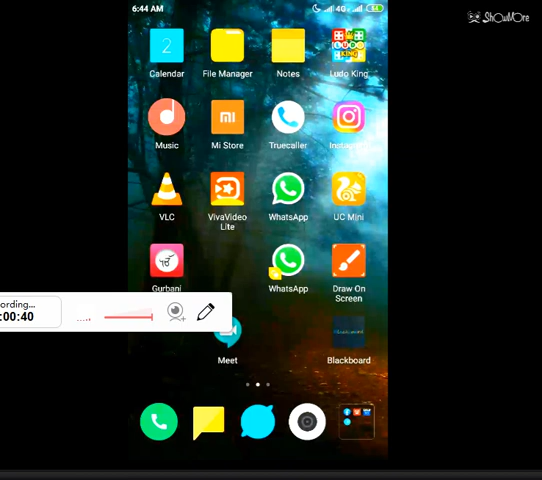 6:44 AM
4G
64
ShowMore
2
Calendar
File Manager
Notes
LUDO
KING
Ludo King
mi
Music
Mi Store
Truecaller
VLC
VivaVideo
Lite
WhatsApp
UC Mini
Gurbani
WhatsApp
Draw On
Screen
ording...
:00:40
Meet
Blackboard